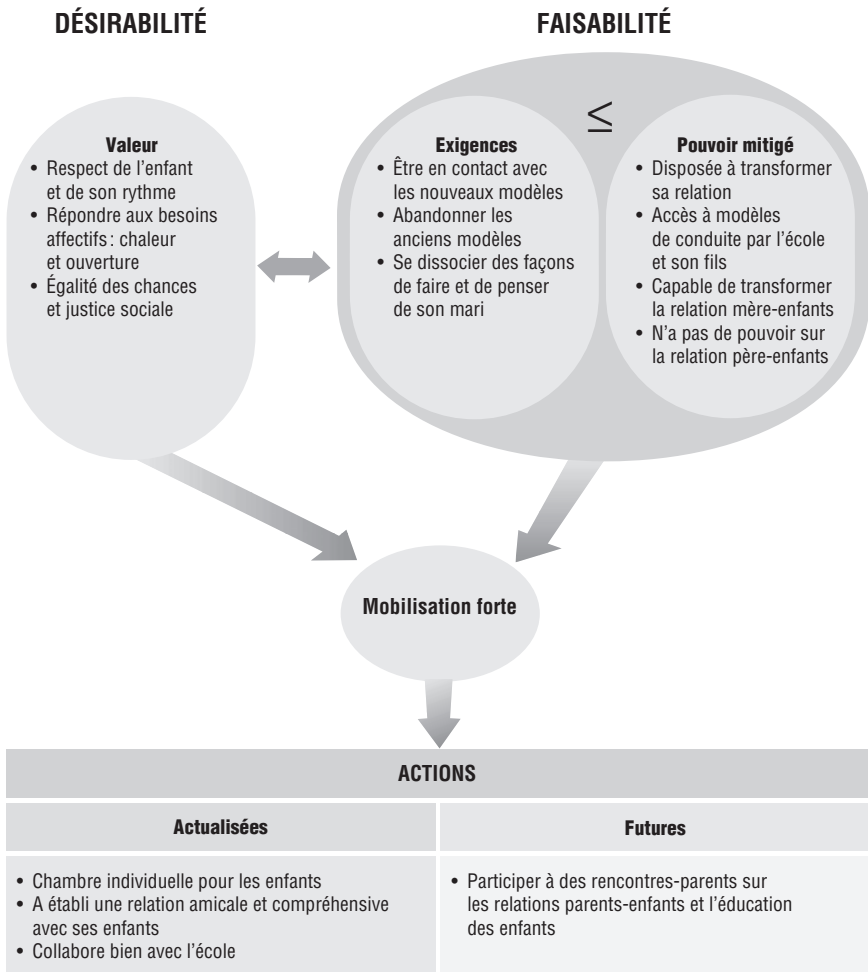 DÉSIRABILITÉ
FAISABILITÉ
Valeur
• Respect de l'enfant
et de son rythme
• Répondre aux besoins
affectifs : chaleur
et ouverture
• Égalité des chances
et justice sociale
≤
Exigences
• Être en contact avec
les nouveaux modèles
• Abandonner les
anciens modèles
• Se dissocier des façons
de faire et de penser
de son mari
Pouvoir mitigé
• Disposée à transformer
sa relation
• Accès à modèles
de conduite par l'école
et son fils
• Capable de transformer
la relation mère-enfants
• N'a pas de pouvoir sur
la relation père-enfants
Mobilisation forte
ACTIONS
Actualisées
• Chambre individuelle pour les enfants
• A établi une relation amicale et compréhensive
avec ses enfants
• Collabore bien avec l'école
Futures
• Participer à des rencontres-parents sur
les relations parents-enfants et l'éducation
des enfants